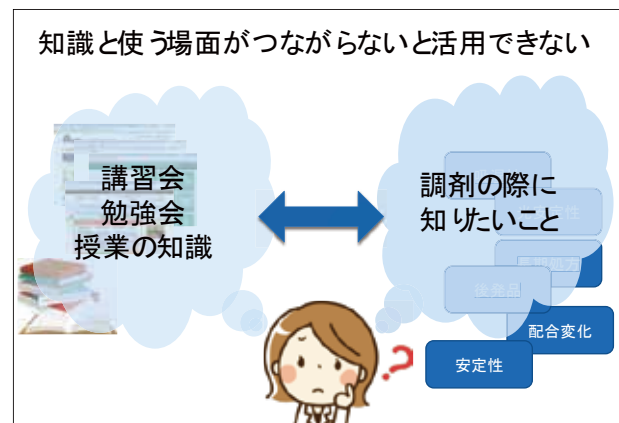 知識と使う場面がつながらないと活用できない
講習会
勉強会
授業の知識
調剤の際に
知りたいこと
後発品
配合変化
安定性